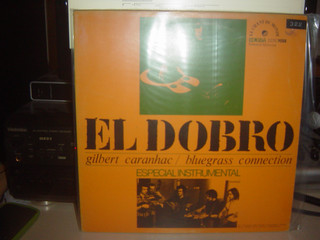 EL DOBRO
gilbert caranhac / bluegrass connection
ESPECIAL INSTRUMENTAL